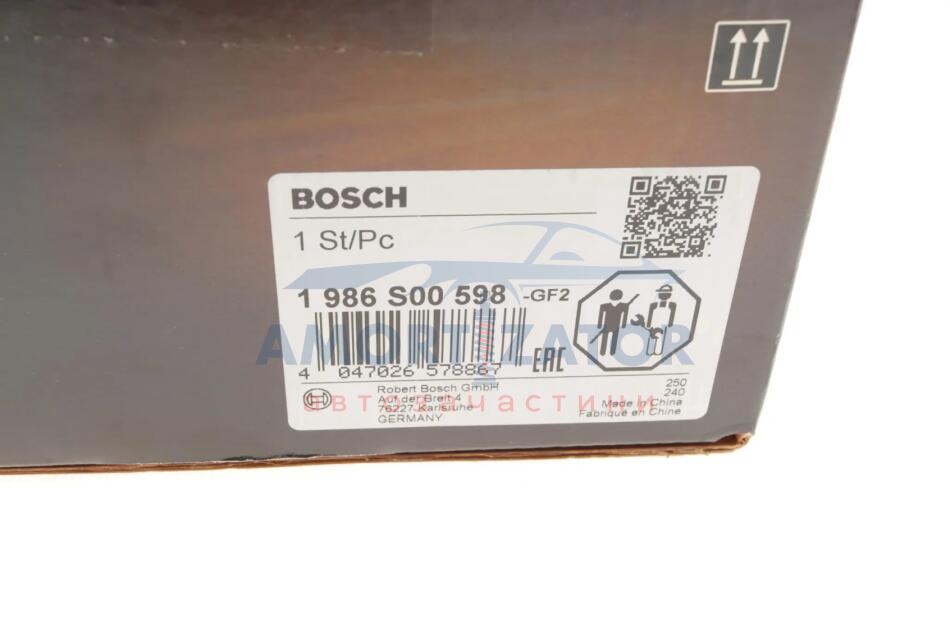 BOSCH
1 St/Pc
1 986 S00 598 -GF2
AMORTIZATOR
4 047026 578867
EAC
автозапчастини
Robert Bosch GmbH
Auf der Breit 4
76227 Karlsruhe
GERMANY
250
240
Made in China
Fabriqué en Chine